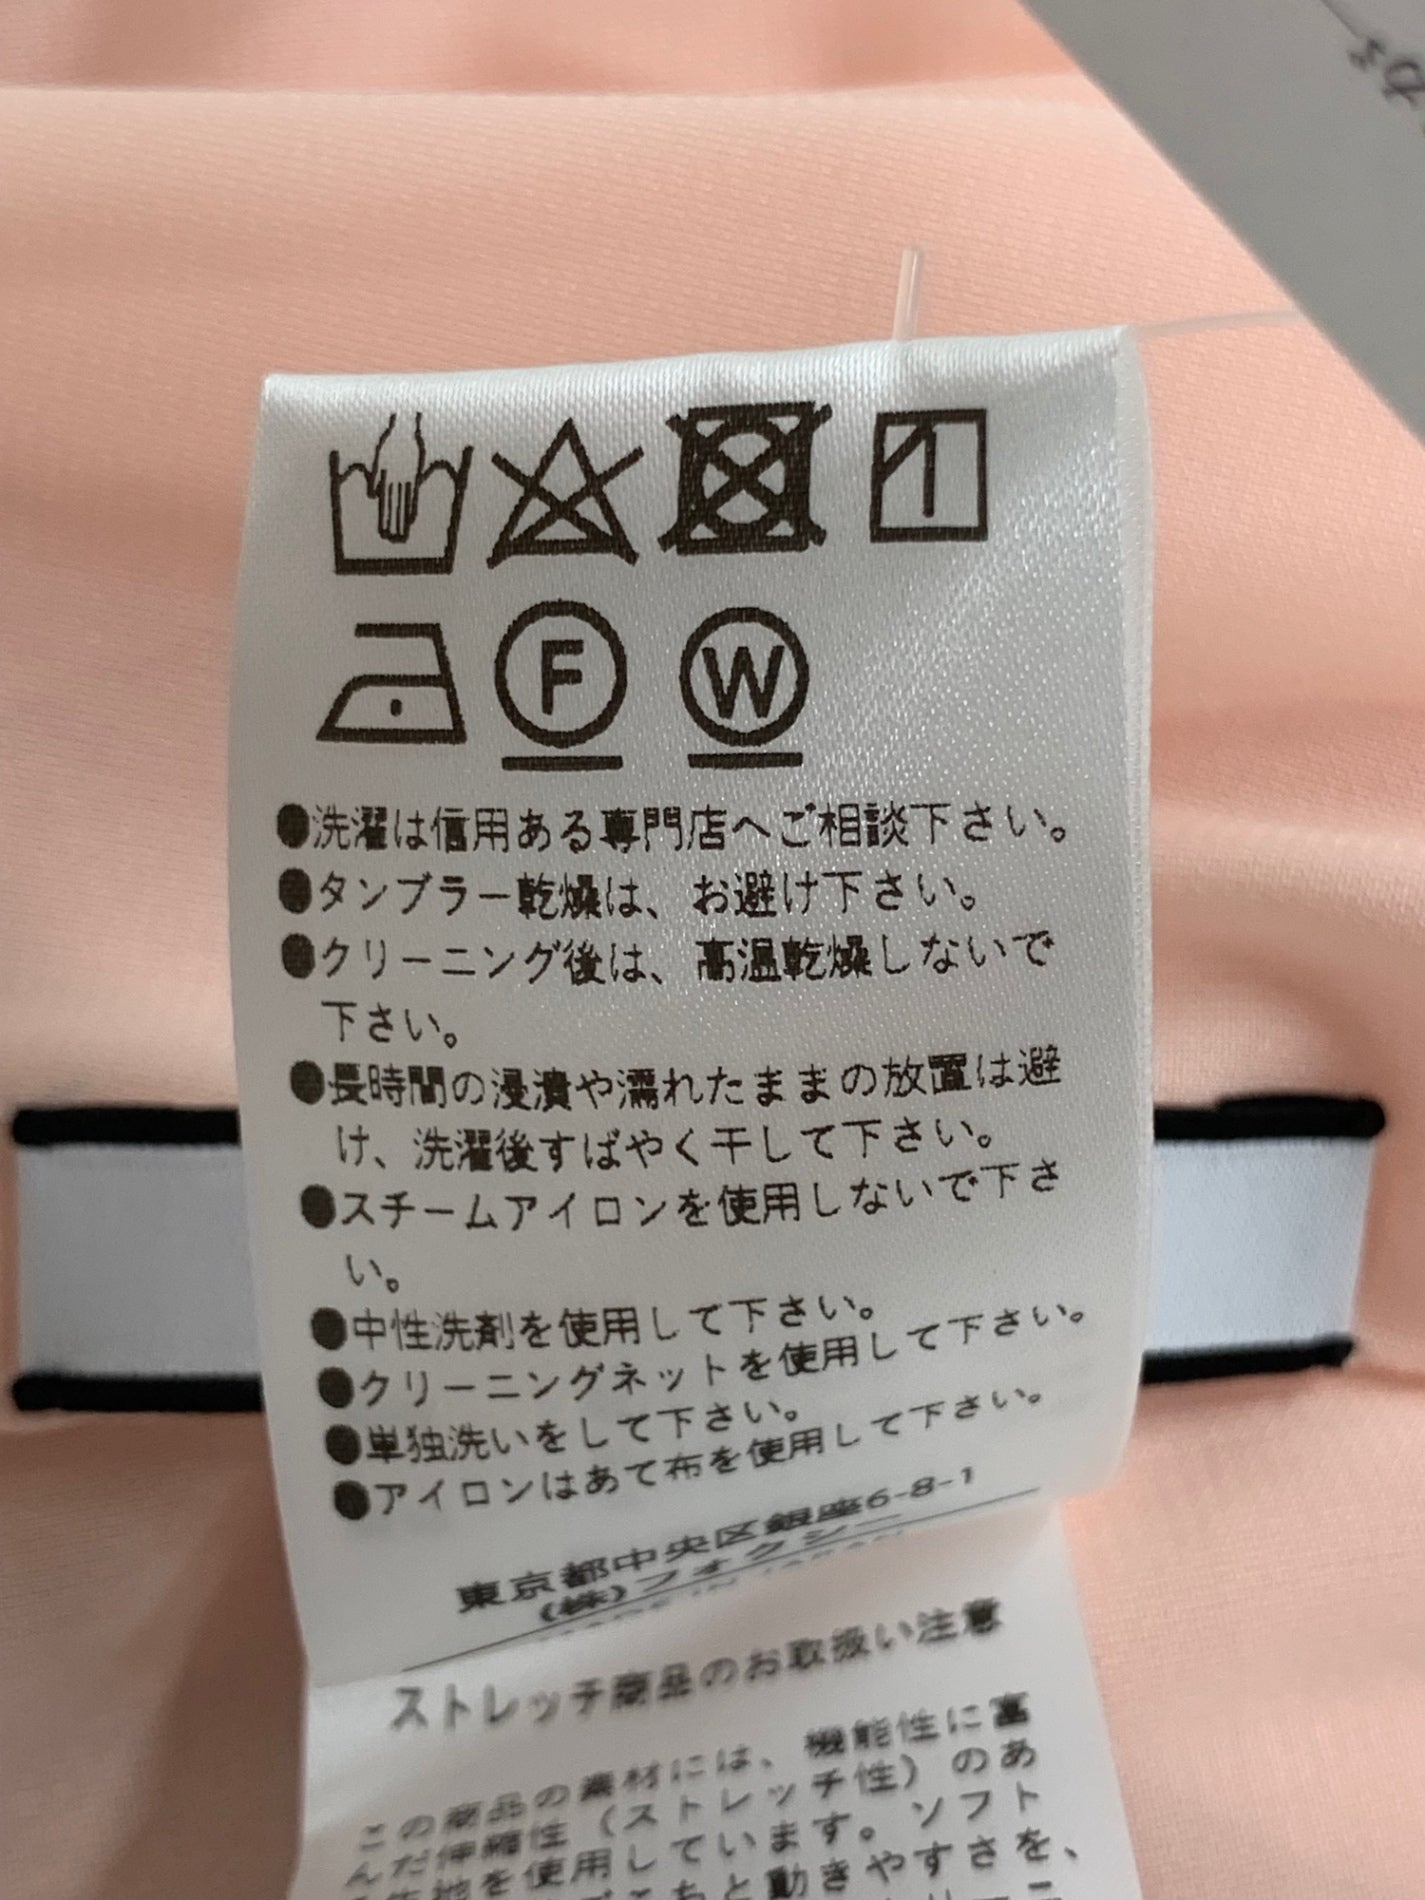 F
W
●洗濯は信用ある専門店へご相談下さい。
●タンブラー乾燥は、お避け下さい。
●クリーニング後は、高温乾燥しないで
下さい。
●長時間の浸漬や濡れたままの放置は避
け、洗濯後すばやく干して下さい。
●スチームアイロンを使用しないで下さ
い。
●中性洗剤を使用して下さい。
●クリーニングネットを使用して下さい。
●単独洗いをして下さい。
●アイロンはあて布を使用して下さい。
東京都中央区銀座6-8-1
(株)フォクシー
ストレッチ商品のお取扱い注意
この商品の素材には、機能性に富
んだ伸縮性(ストレッチ性)のあ
を使用しています。ソフト
と動きやすさを、